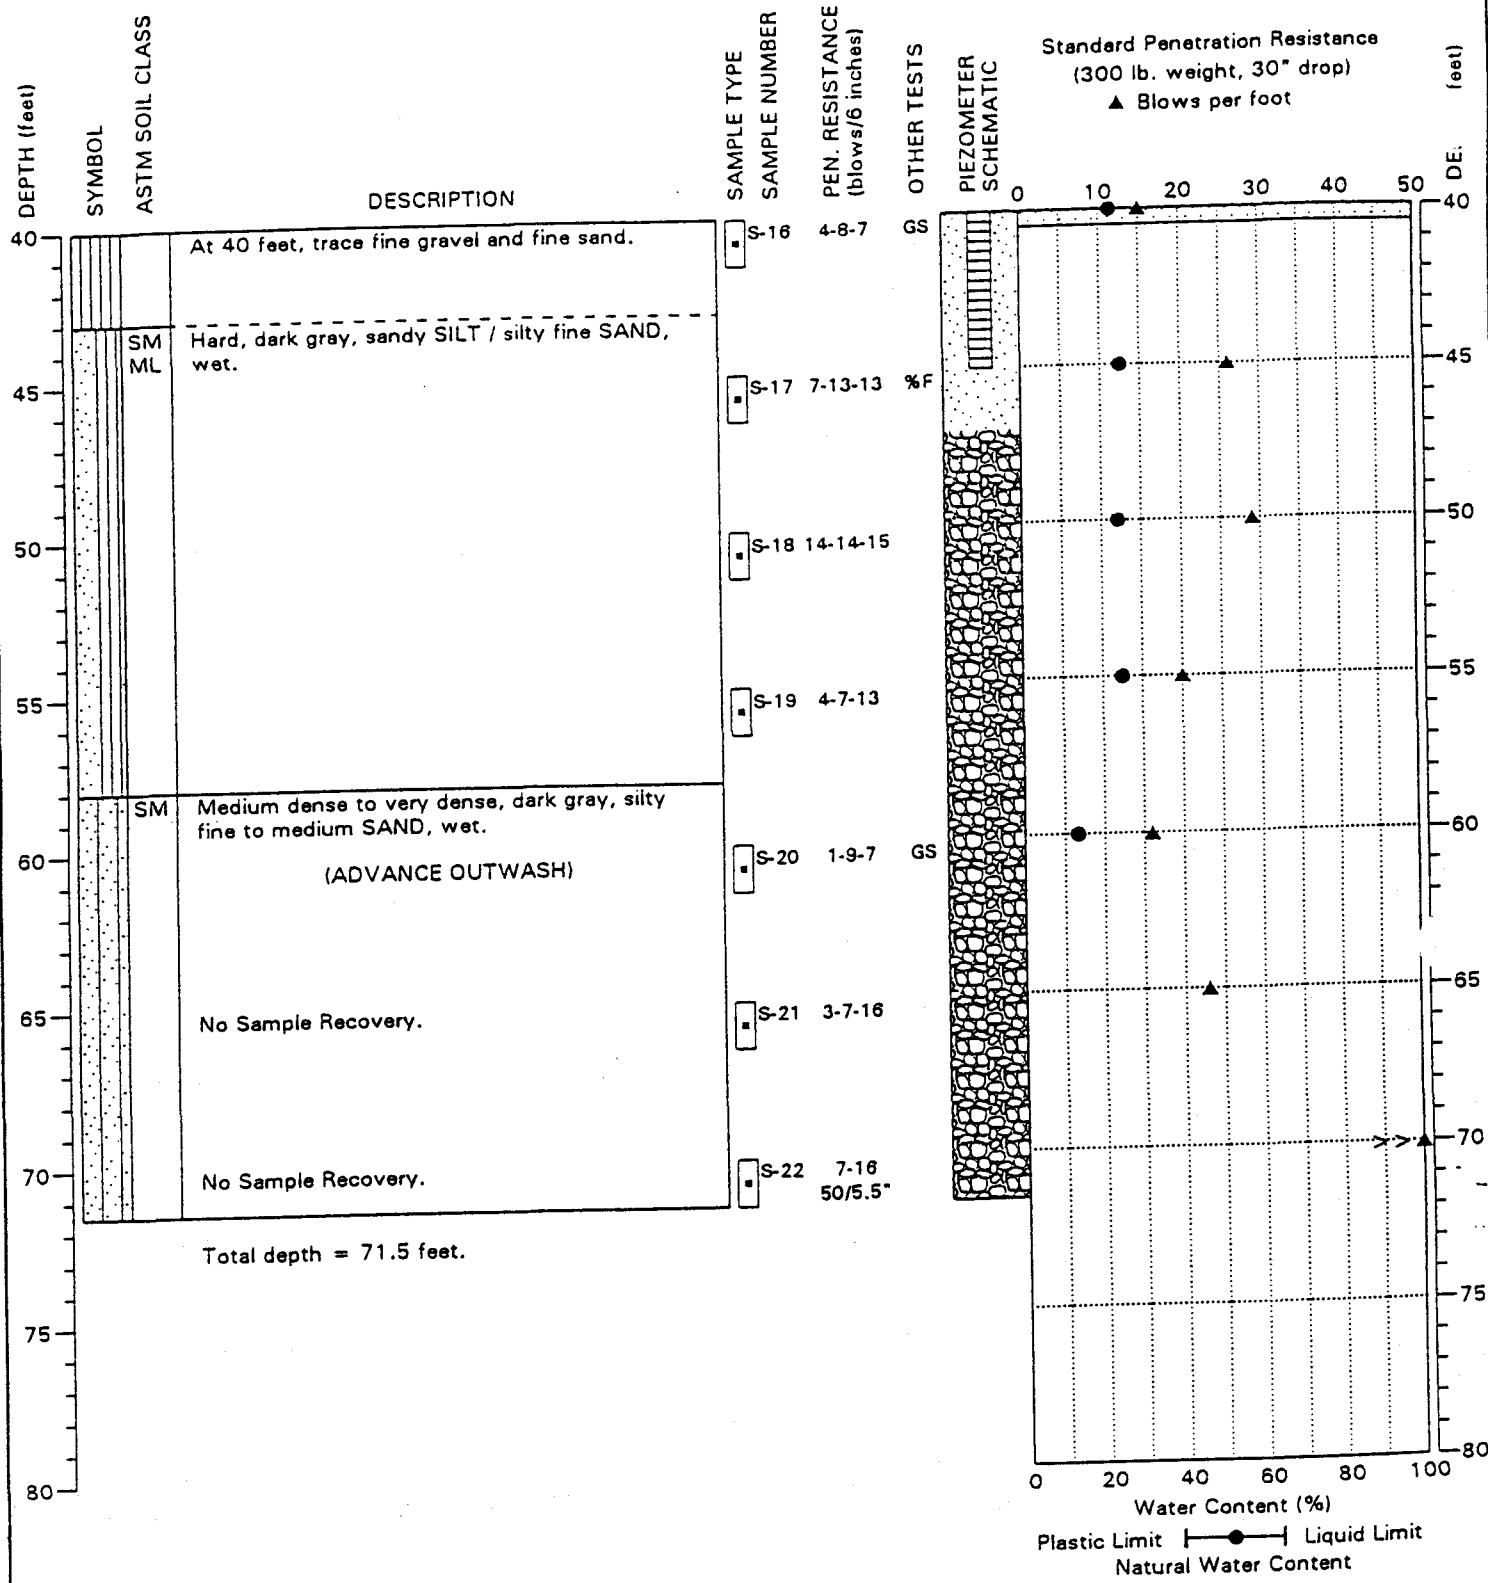 DEPTH (feet)
SYMBOL
ASTM SOIL CLASS
DESCRIPTION
SAMPLE TYPE
SAMPLE NUMBER
PEN. RESISTANCE
(blows/6 inches)
OTHER TESTS
PIEZOMETER
SCHEMATIC
Standard Penetration Resistance
(300 lb. weight, 30" drop)
▲ Blows per foot
DE. feet)
0 10 20 30 40 50
40 At 40 feet, trace fine gravel and fine sand. S-16 4-8-7 GS 40
SM Hard, dark gray, sandy SILT / silty fine SAND,
ML wet.
45 S-17 7-13-13 %F 45
50 S-18 14-14-15 50
55 S-19 4-7-13 55
SM Medium dense to very dense, dark gray, silty
fine to medium SAND, wet.
60 (ADVANCE OUTWASH) S-20 1-9-7 GS 60
65 No Sample Recovery. S-21 3-7-16 65
70 No Sample Recovery. S-22 7-16 >> 70
50/5.5"
Total depth = 71.5 feet.
75 75
80 80
0 20 40 60 80 100
Water Content (%)
Plastic Limit Liquid Limit
Natural Water Content